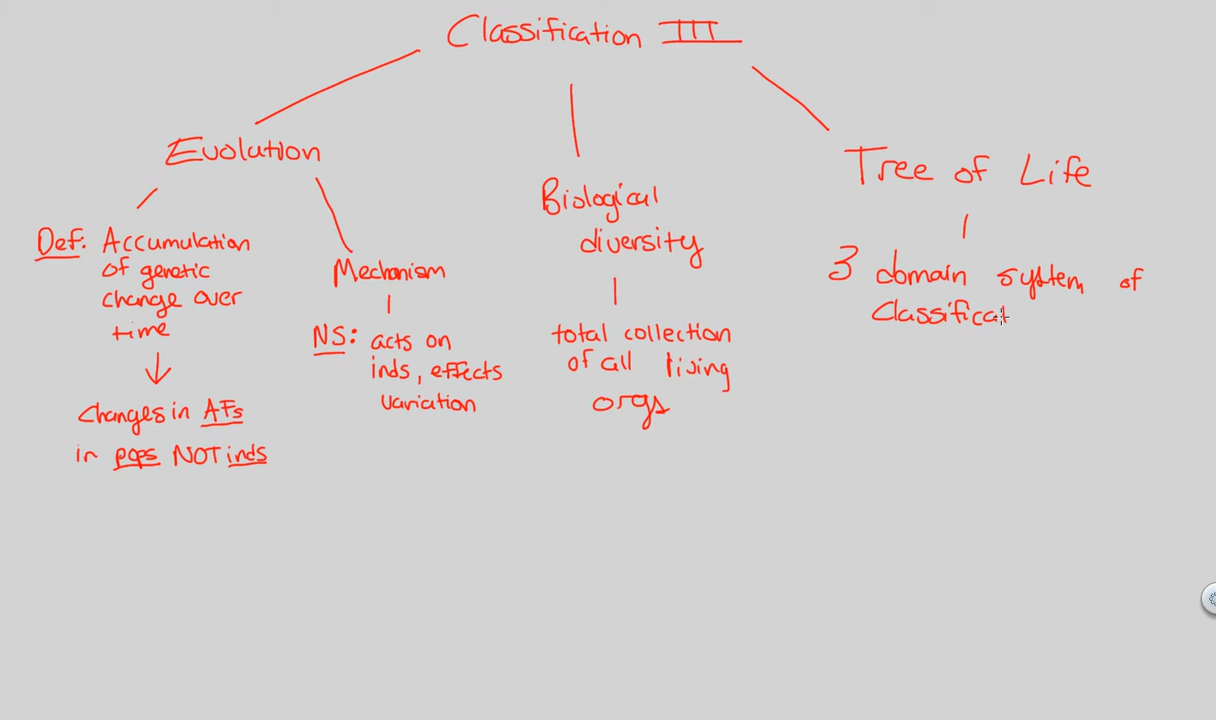 Classification III
Evolution
Def: Accumulation
of genetic
change over
time
changes in AFs
in pops NOT inds
Mechanism
NS: acts on
inds, effects
variation
Biological
diversity
total collection
of all living
orgs
Tree of Life
3 domain system of
Classificat